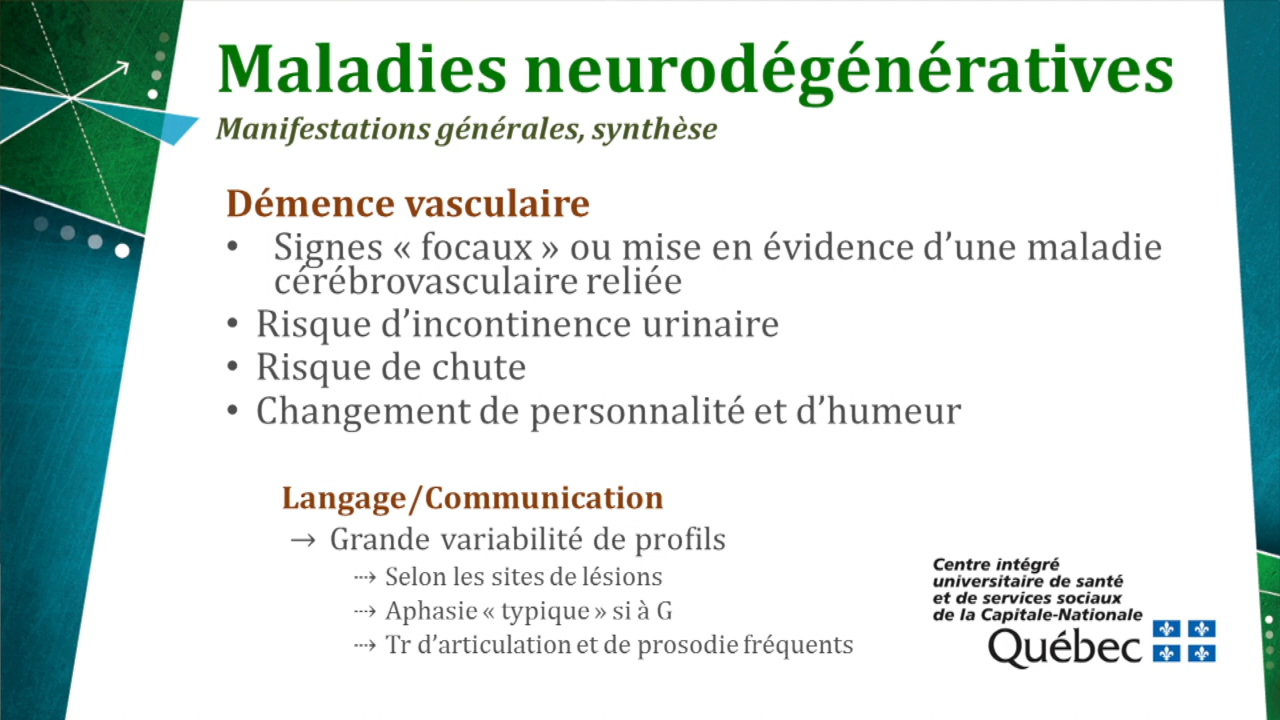 Maladies neurodégénératives
Manifestations générales, synthèse
Démence vasculaire
• Signes « focaux » ou mise en évidence d’une maladie
cérébrovasculaire reliée
• Risque d’incontinence urinaire
• Risque de chute
• Changement de personnalité et d’humeur
Langage/Communication
→ Grande variabilité de profils
⇢ Selon les sites de lésions
⇢ Aphasie « typique » si à G
⇢ Tr d’articulation et de prosodie fréquents
Centre intégré
universitaire de santé
et de services sociaux
de la Capitale-Nationale
Québec